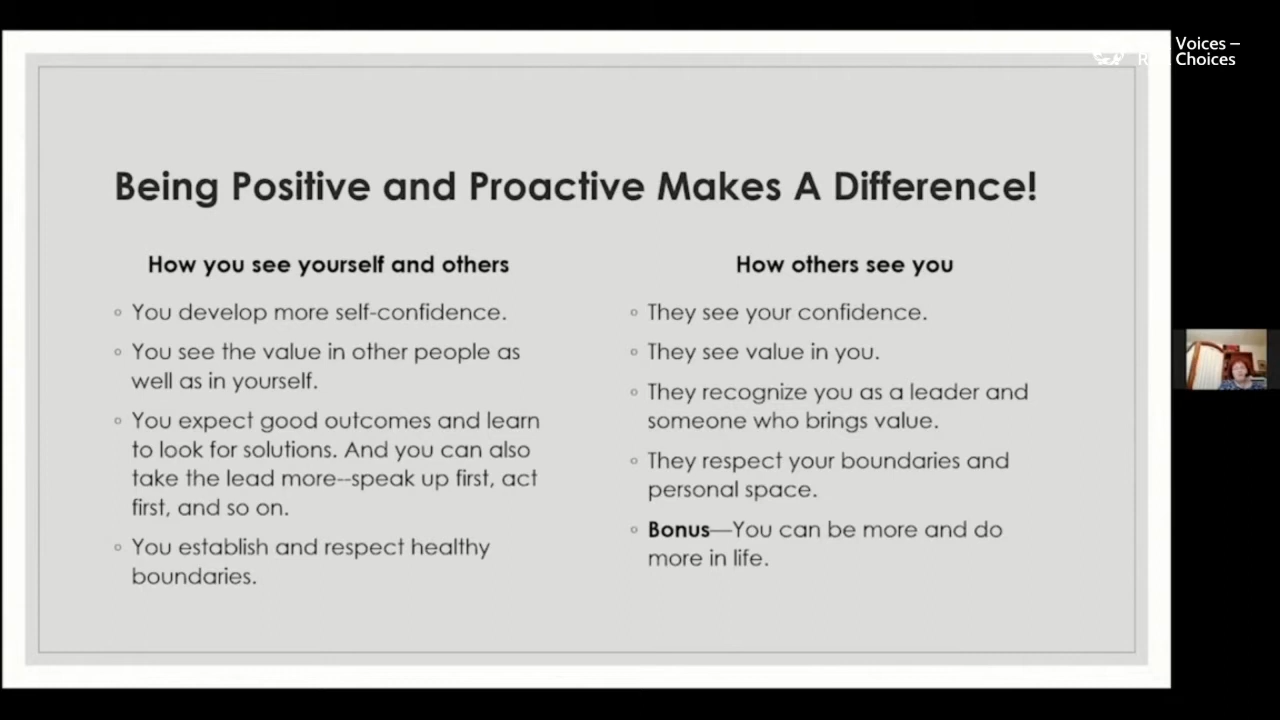 Voices –
Choices
Being Positive and Proactive Makes A Difference!
How you see yourself and others
◦ You develop more self-confidence.
◦ You see the value in other people as
well as in yourself.
◦ You expect good outcomes and learn
to look for solutions. And you can also
take the lead more--speak up first, act
first, and so on.
◦ You establish and respect healthy
boundaries.
How others see you
◦ They see your confidence.
◦ They see value in you.
◦ They recognize you as a leader and
someone who brings value.
◦ They respect your boundaries and
personal space.
◦ Bonus—You can be more and do
more in life.